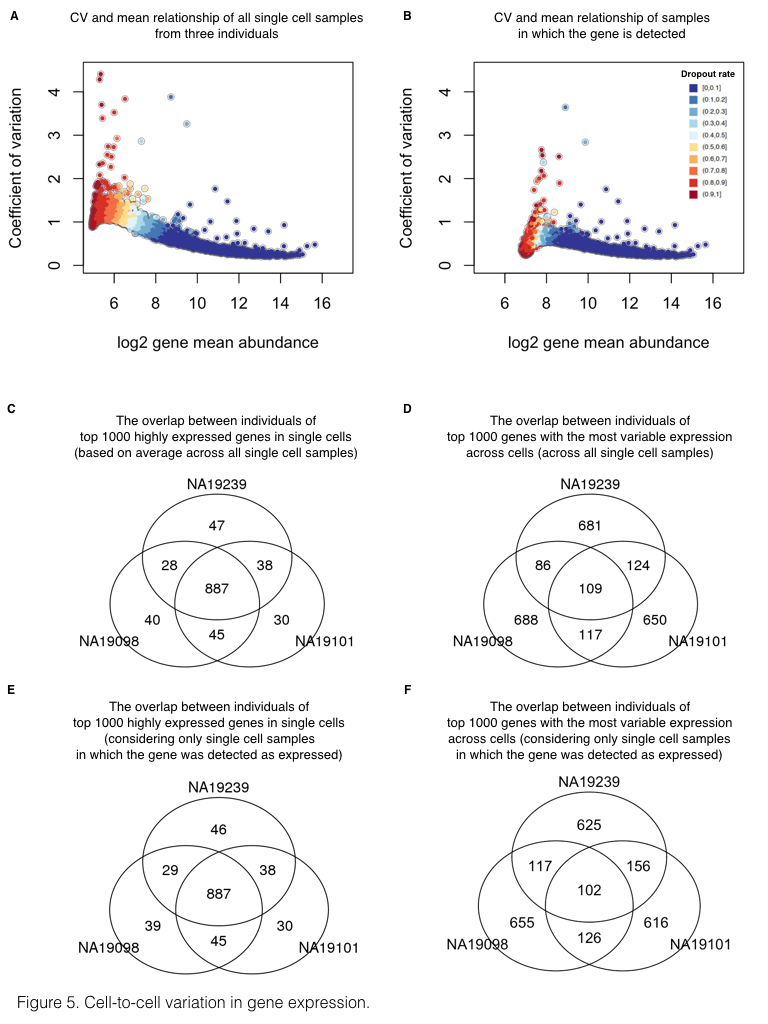 A
CV and mean relationship of all single cell samples
from three individuals
Coefficient of variation
4
3
2
1
0
6 8 10 12 14 16
log2 gene mean abundance
B
CV and mean relationship of samples
in which the gene is detected
Coefficient of variation
4
3
2
1
0
Dropout rate
[0,0.1]
(0.1,0.2]
(0.2,0.3]
(0.3,0.4]
(0.4,0.5]
(0.5,0.6]
(0.6,0.7]
(0.7,0.8]
(0.8,0.9]
(0.9,1]
6 8 10 12 14 16
log2 gene mean abundance
C
The overlap between individuals of
top 1000 highly expressed genes in single cells
(based on average across all single cell samples)
NA19239
47
28 38
887
40 30
45
NA19098 NA19101
D
The overlap between individuals of
top 1000 genes with the most variable expression
across cells (across all single cell samples)
NA19239
681
86 124
109
688 650
117
NA19098 NA19101
E
The overlap between individuals of
top 1000 highly expressed genes in single cells
(considering only single cell samples
in which the gene was detected as expressed)
NA19239
46
29 38
887
39 30
45
NA19098 NA19101
F
The overlap between individuals of
top 1000 genes with the most variable expression
across cells (considering only single cell samples
in which the gene was detected as expressed)
NA19239
625
117 156
102
655 616
126
NA19098 NA19101
Figure 5. Cell-to-cell variation in gene expression.